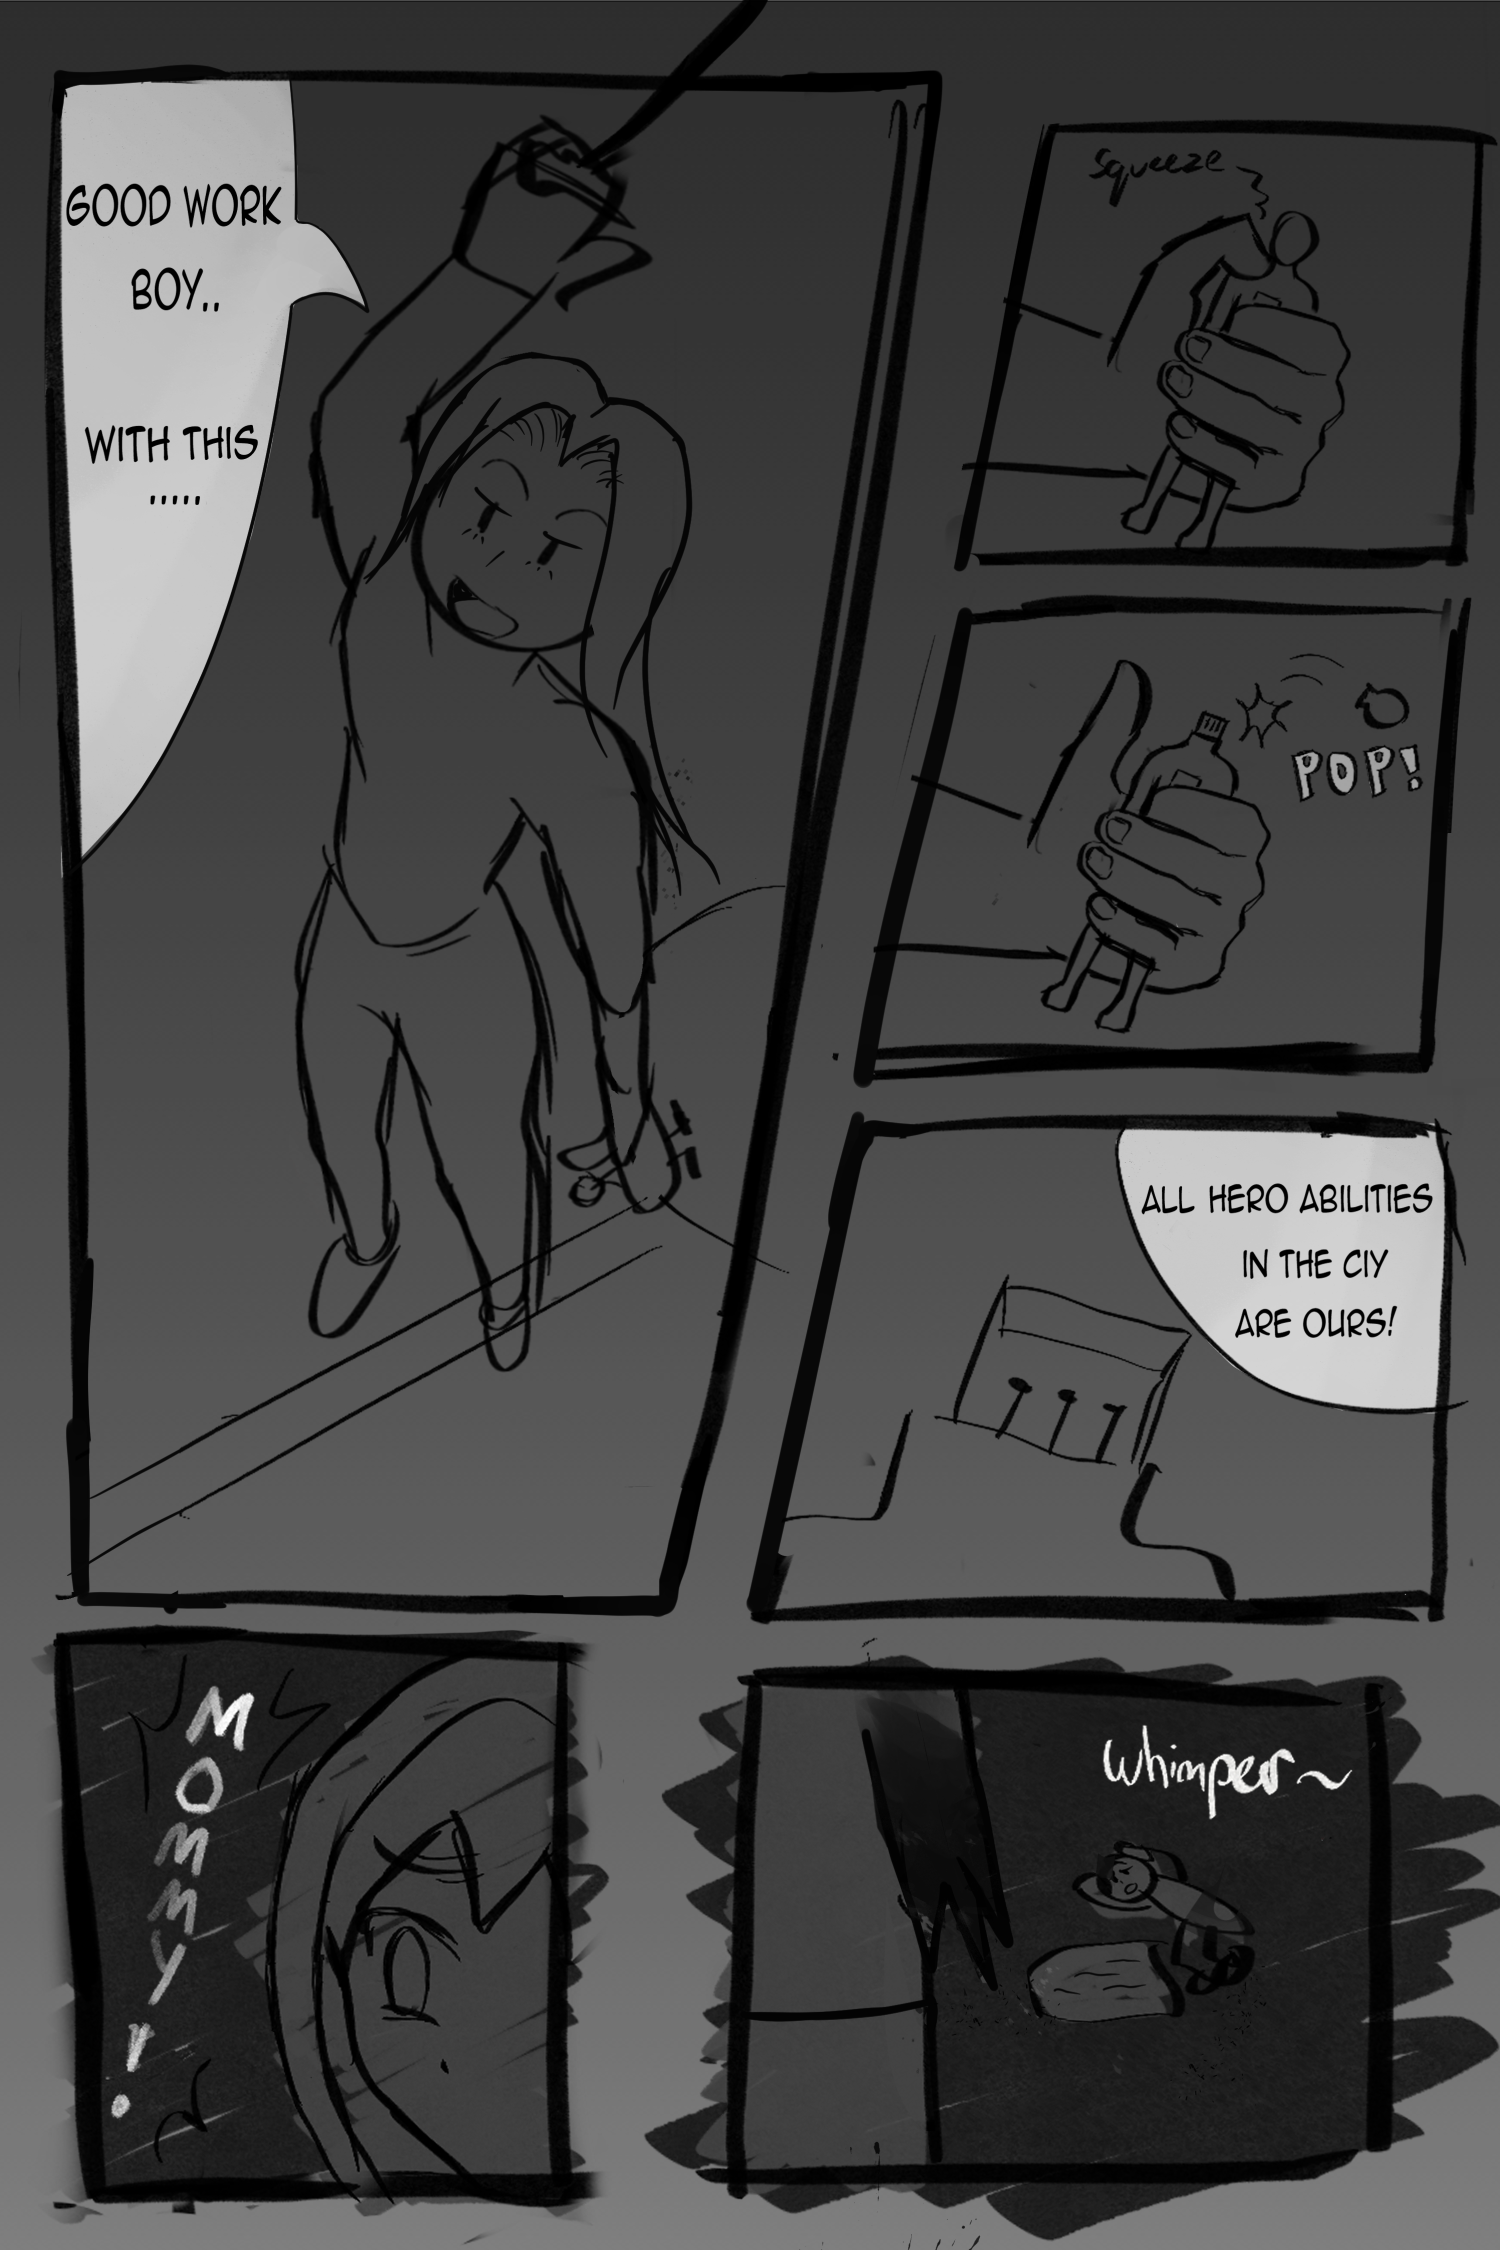 GOOD WORK
BOY..
WITH THIS
.....
squeeze~
POP!
ALL HERO ABILITIES
IN THE CIY
ARE OURS!
MOMMY!
Whimper~